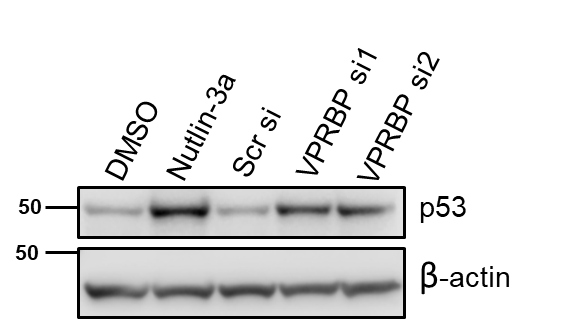 DMSO
Nutlin-3a
Scr si
VPRBP si1
VPRBP si2
50
p53
50
β-actin